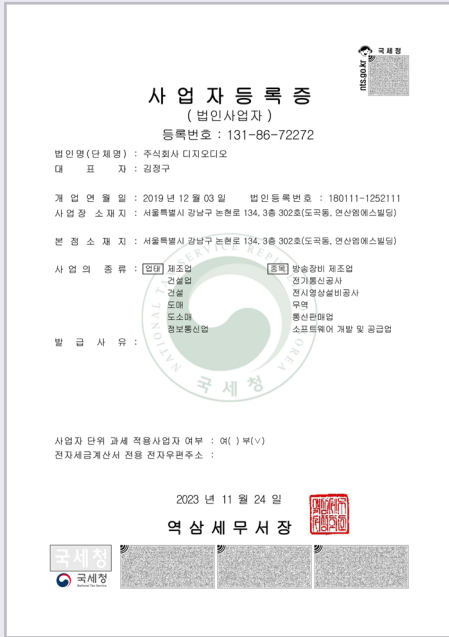 국세청
nts.go.kr
사업자등록증
( 법인사업자 )
등록번호 : 131-86-72272
법인명(단체명) : 주식회사 디지오디오
대 표 자 : 김정구
개 업 연 월 일 : 2019 년 12 월 03 일 법인등록번호 : 180111-1252111
사업장 소재지 : 서울특별시 강남구 논현로 134, 3층 302호(도곡동, 연산엠에스빌딩)
본 점 소 재 지 : 서울특별시 강남구 논현로 134, 3층 302호(도곡동, 연산엠에스빌딩)
사 업 의 종 류 : 업태 제조업 종목 방송장비 제조업
건설업 전기통신공사
건설 전시영상설비공사
도매 무역
도소매 통신판매업
정보통신업 소프트웨어 개발 및 공급업
발 급 사 유 :
NATIONAL TAX SERVICE REPUBLIC OF KOREA
국세청
사업자 단위 과세 적용사업자 여부 : 여( ) 부(∨)
전자세금계산서 전용 전자우편주소 :
2023 년 11 월 24 일
역삼세무서장
국세청
국세청
National Tax Service